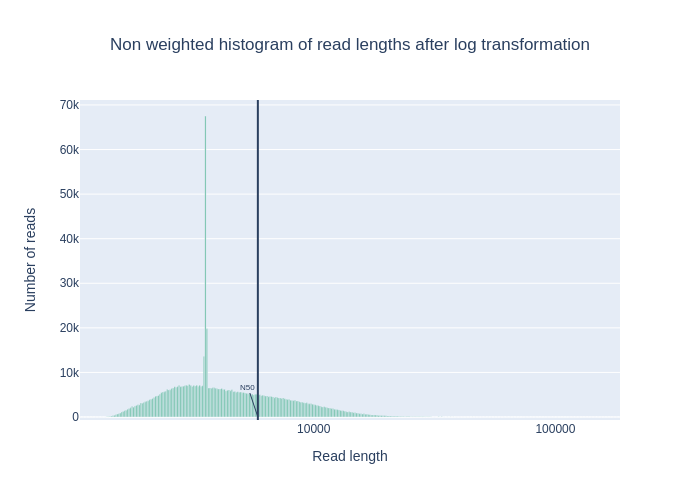 Non weighted histogram of read lengths after log transformation
70k
60k
50k
40k
30k
20k
10k
0
Number of reads
N50
10000
100000
Read length